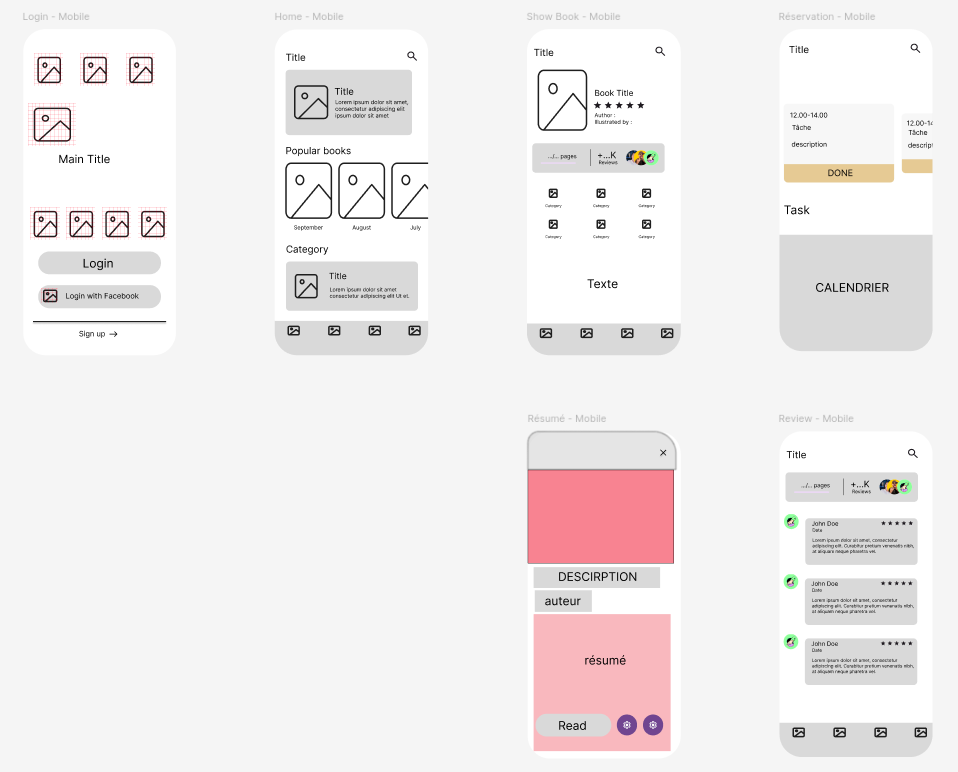 Login - Mobile
Main Title
Login
Login with Facebook
Sign up →
Home - Mobile
Title
Title
Lorem ipsum dolor sit amet,
consectetur adipiscing elit
ipsum dolor sit amet
Popular books
September
August
July
Category
Title
Lorem ipsum dolor sit amet
consectetur adipiscing elit Ut et.
Show Book - Mobile
Title
Book Title
Author :
Illustrated by :
.../... pages
+...K
Reviews
Category
Category
Category
Category
Category
Category
Texte
Réservation - Mobile
Title
12.00-14.00
Tâche
description
DONE
12.00-14
Tâche
descript
Task
CALENDRIER
Résumé - Mobile
DESCIRPTION
auteur
résumé
Read
Review - Mobile
Title
.../... pages
+...K
Reviews
John Doe
Date
Lorem ipsum dolor sit amet, consectetur
adipiscing elit. Curabitur pretium venenatis nibh,
at aliquam neque pharetra vel.
John Doe
Date
Lorem ipsum dolor sit amet, consectetur
adipiscing elit. Curabitur pretium venenatis nibh,
at aliquam neque pharetra vel.
John Doe
Date
Lorem ipsum dolor sit amet, consectetur
adipiscing elit. Curabitur pretium venenatis nibh,
at aliquam neque pharetra vel.